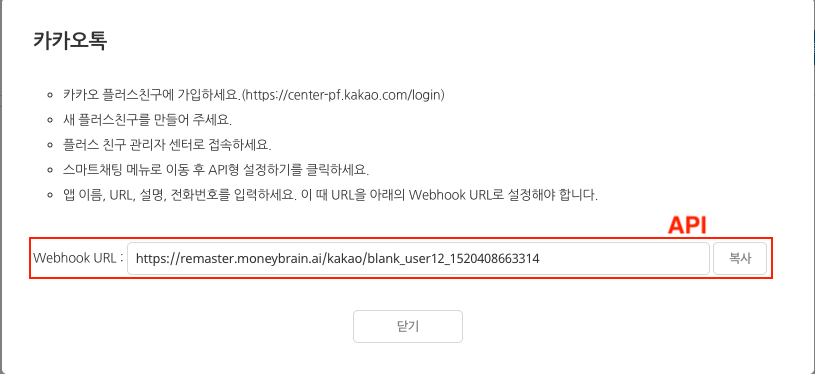 카카오톡
카카오 플러스친구에 가입하세요.(https://center-pf.kakao.com/login)
새 플러스친구를 만들어 주세요.
플러스 친구 관리자 센터로 접속하세요.
스마트채팅 메뉴로 이동 후 API형 설정하기를 클릭하세요.
앱 이름, URL, 설명, 전화번호를 입력하세요. 이 때 URL을 아래의 Webhook URL로 설정해야 합니다.
API
Webhook URL : https://remaster.moneybrain.ai/kakao/blank_user12_1520408663314 복사
닫기